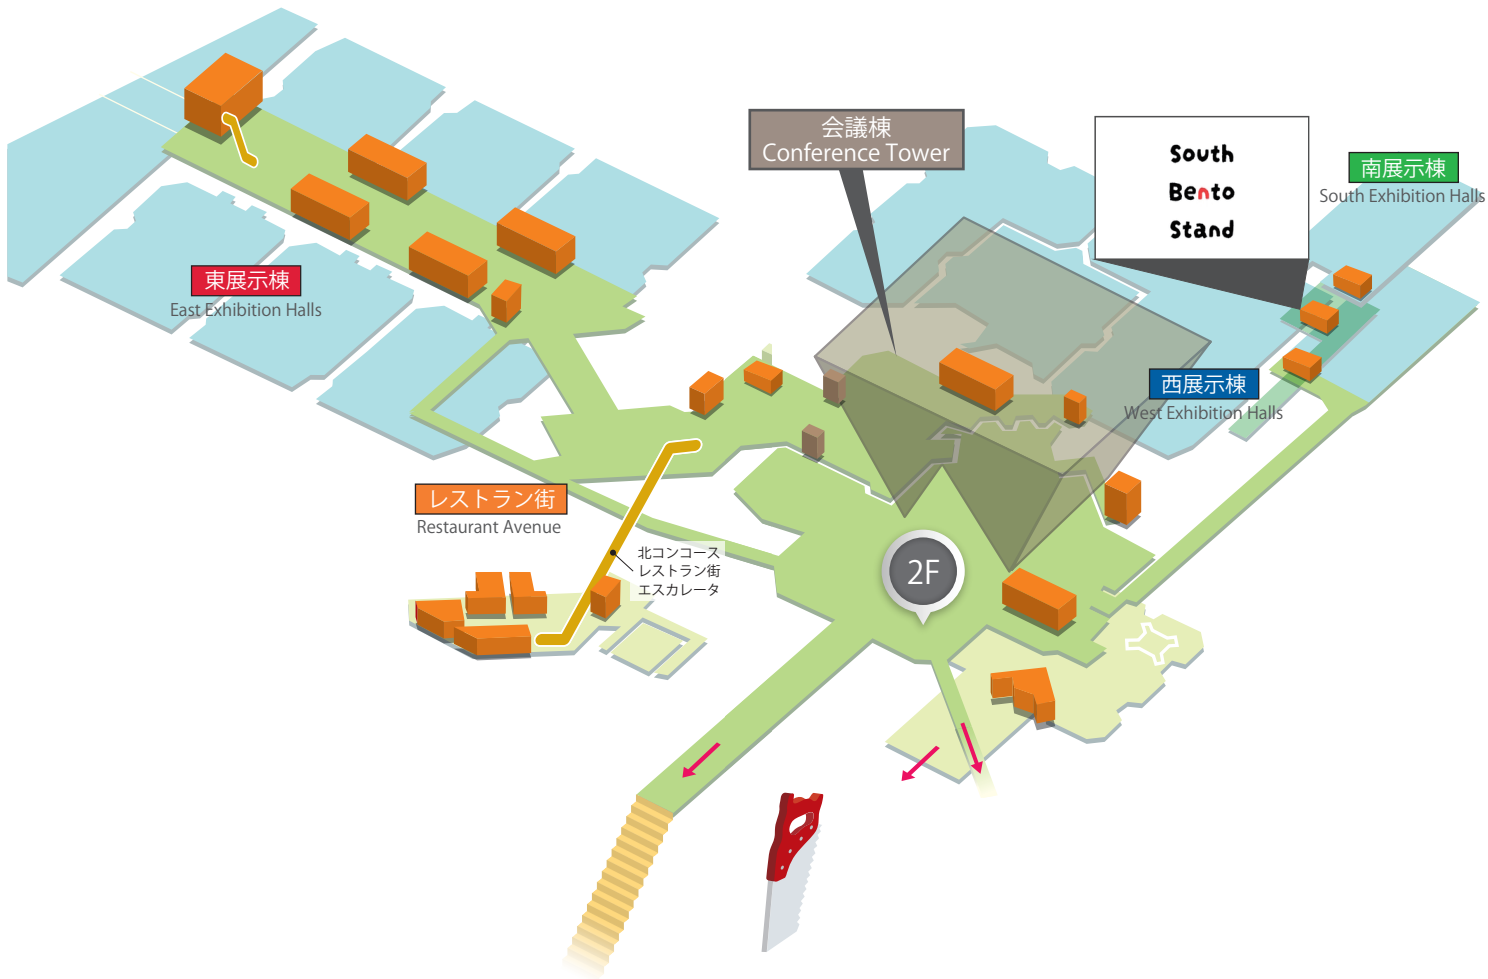 会議棟
Conference Tower
South
Bento
Stand
南展示棟
South Exhibition Halls
東展示棟
East Exhibition Halls
西展示棟
West Exhibition Halls
レストラン街
Restaurant Avenue
北コンコース
レストラン街
エスカレータ
2F